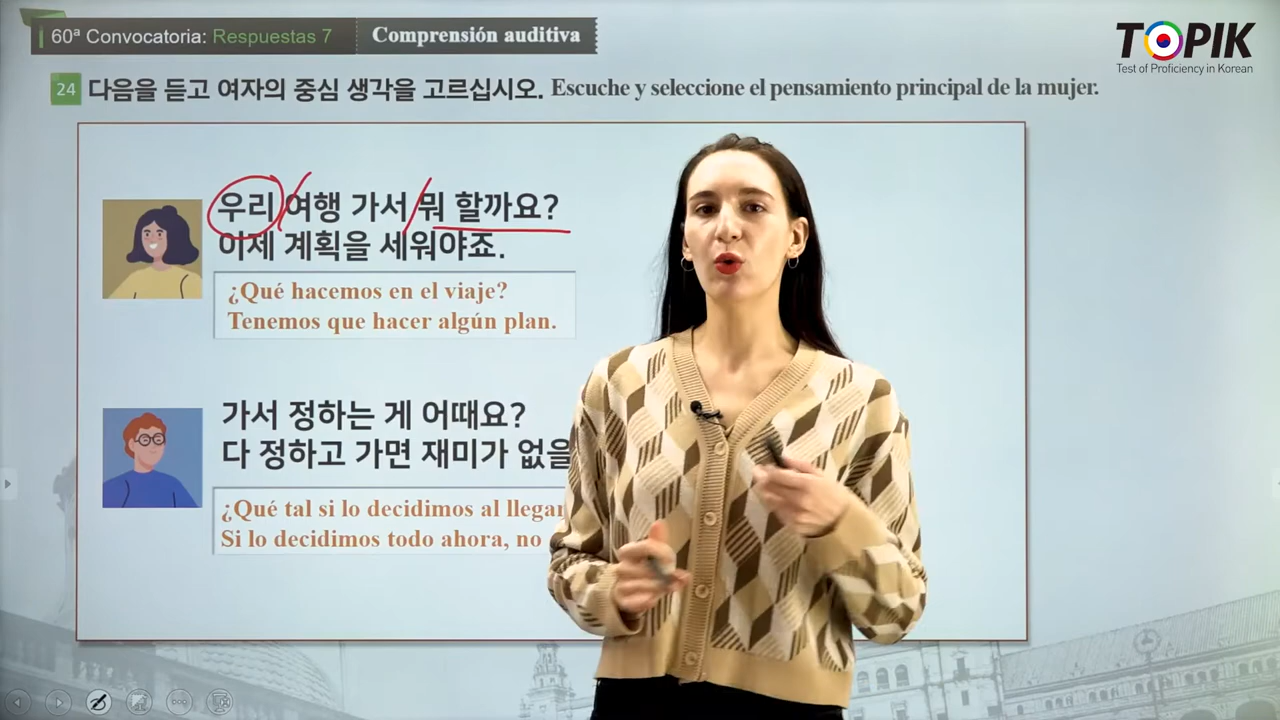 60ª Convocatoria: Respuestas 7 Comprensión auditiva
TOPIK
Test of Proficiency in Korean
24 다음을 듣고 여자의 중심 생각을 고르십시오. Escuche y seleccione el pensamiento principal de la mujer.
우리 여행 가서 뭐 할까요?
이제 계획을 세워야죠.
¿Qué hacemos en el viaje?
Tenemos que hacer algún plan.
가서 정하는 게 어때요?
다 정하고 가면 재미가
¿Qué tal si lo decidimos al
Si lo decidimos todo ahora, no